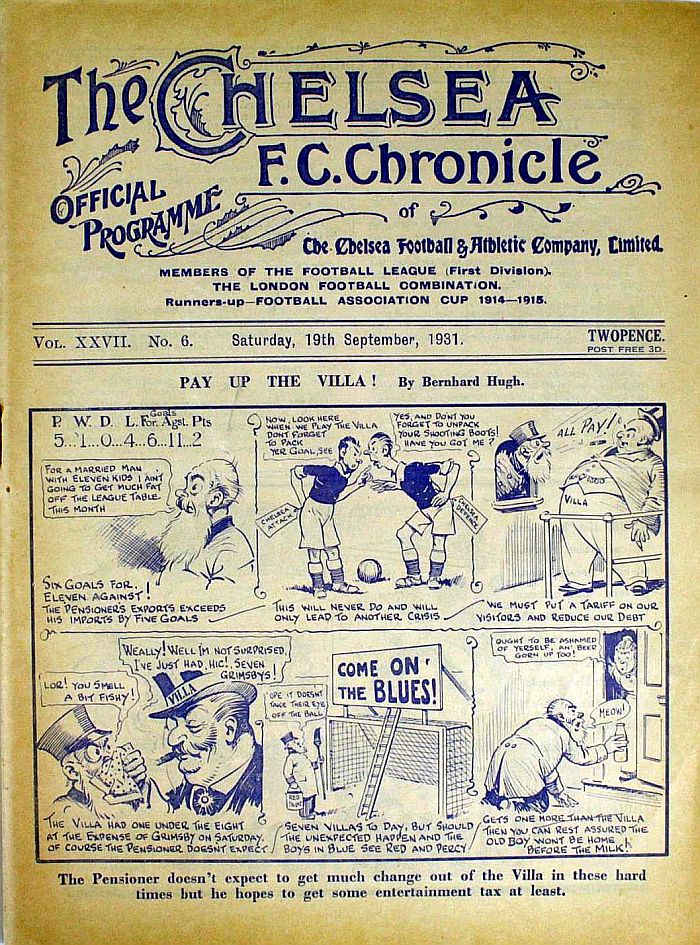 The CHELSEA
F.C. Chronicle
OFFICIAL
PROGRAMME
of
The Chelsea Football & Athletic Company, Limited.
MEMBERS OF THE FOOTBALL LEAGUE (First Division).
THE LONDON FOOTBALL COMBINATION.
Runners-up—FOOTBALL ASSOCIATION CUP 1914—1915.
VOL. XXVII. No. 6. Saturday, 19th September, 1931. TWOPENCE.
POST FREE 3D.
PAY UP THE VILLA! By Bernhard Hugh.
Goals
P. W. D. L. For. Agst. Pts
5...1...0...4...6...11...2
FOR A MARRIED MAN
WITH ELEVEN KIDS I AINT
GOING TO GET MUCH FAT
OFF THE LEAGUE TABLE
THIS MONTH
SIX GOALS FOR.
ELEVEN AGAINST!
THE PENSIONER'S EXPORTS EXCEEDS
HIS IMPORTS BY FIVE GOALS
NOW, LOOK HERE,
WHEN WE PLAY THE VILLA
DONT FORGET
TO PACK
YER GOAL, SEE
YES, AND DON'T YOU
FORGET TO UNPACK
YOUR SHOOTING BOOTS!
HAVE YOU GOT ME?
CHELSEA
ATTACK
CHELSEA
DEFENCE
THIS WILL NEVER DO AND WILL
ONLY LEAD TO ANOTHER CRISIS
ALL PAY!
VILLA
WE MUST PUT A TARIFF ON OUR
VISITORS AND REDUCE OUR DEBT
LOR! YOU SMELL
A BIT FISHY!
WEALLY! WELL I'M NOT SURPRISED,
I'VE JUST HAD, HIC!, SEVEN
GRIMSBYS!
VILLA
THE VILLA HAD ONE UNDER THE EIGHT
AT THE EXPENSE OF GRIMSBY ON SATURDAY.
OF COURSE THE PENSIONER DOESNT EXPECT
'OPE IT DOESNT
TAKE THEIR EYE
OFF THE BALL
COME ON'
THE BLUES!
RED
PAINT
SEVEN VILLAS TO DAY, BUT SHOULD
THE UNEXPECTED HAPPEN AND THE
BOYS IN BLUE SEE RED AND PERCY
OUGHT TO BE ASHAMED
OF YERSELF, AN' BEER
GORN UP TOO!
MEOW!
GETS ONE MORE THAN THE VILLA
THEN YOU CAN REST ASSURED THE
OLD BOY WONT BE HOME
'BEFORE THE MILK'!
The Pensioner doesn't expect to get much change out of the Villa in these hard
times but he hopes to get some entertainment tax at least.